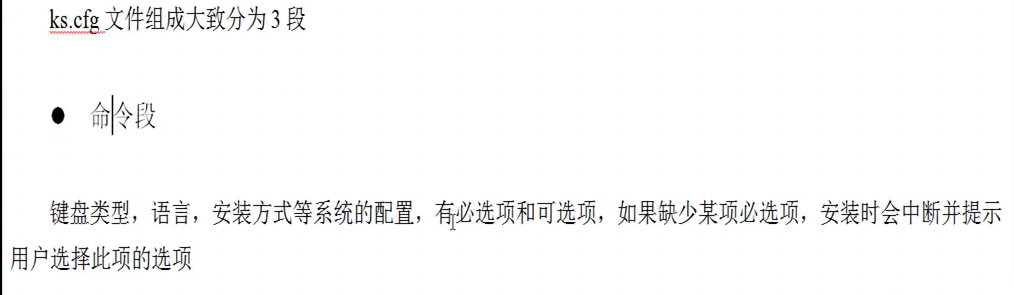 ks.cfg 文件组成大致分为 3 段
● 命令段
键盘类型，语言，安装方式等系统的配置，有必选项和可选项，如果缺少某项必选项，安装时会中断并提示
用户选择此项的选项